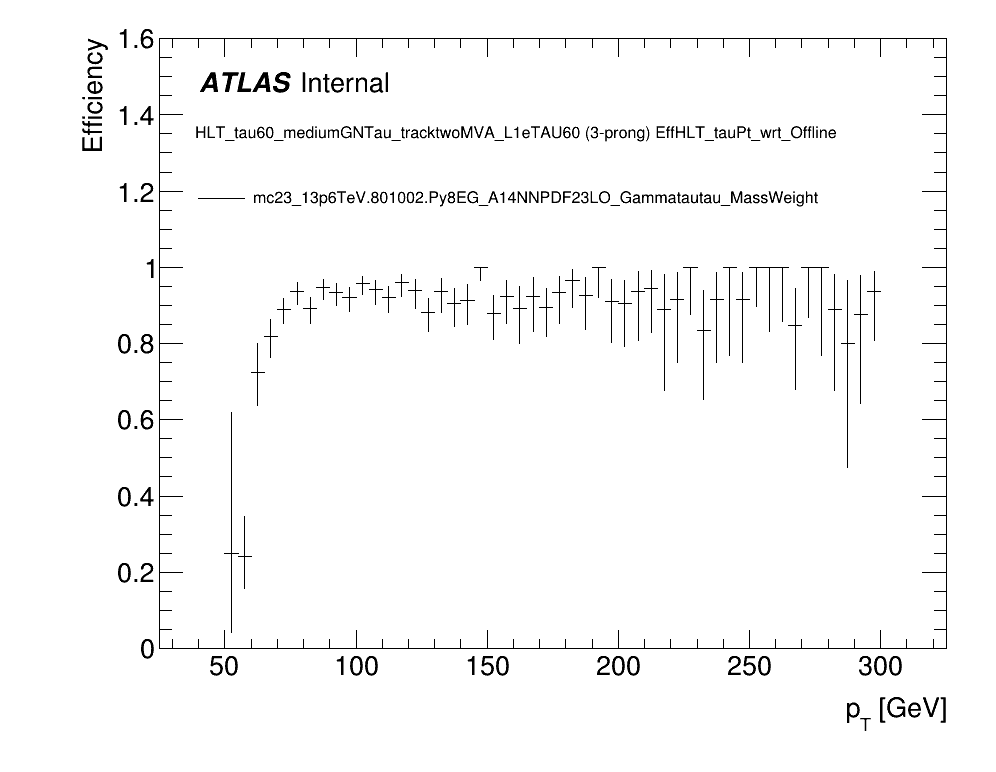 1.6
Efficiency
ATLAS Internal
1.4
HLT_tau60_mediumGNTau_tracktwoMVA_L1eTAU60 (3-prong) EffHLT_tauPt_wrt_Offline
1.2
mc23_13p6TeV.801002.Py8EG_A14NNPDF23LO_Gammatautau_MassWeight
1
0.8
0.6
0.4
0.2
0
50 100 150 200 250 300
p_T [GeV]